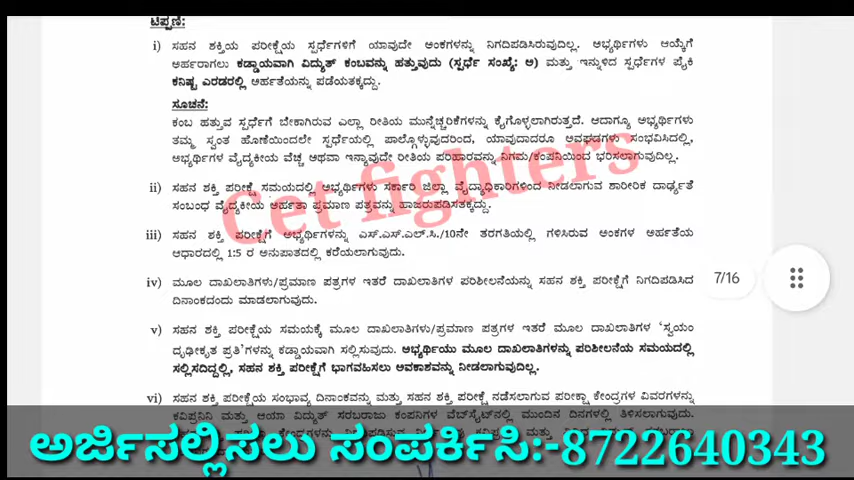 ಟಿಪ್ಪಣಿ:
i) ಸಹನ ಶಕ್ತಿಯ ಪರೀಕ್ಷೆಯ ಸ್ಪರ್ಧೆಗಳಿಗೆ ಯಾವುದೇ ಅಂಕಗಳನ್ನು ನಿಗದಿಪಡಿಸಿರುವುದಿಲ್ಲ. ಅಭ್ಯರ್ಥಿಗಳು ಆಯ್ಕೆಗೆ
ಅರ್ಹರಾಗಲು ಕಡ್ಡಾಯವಾಗಿ ವಿದ್ಯುತ್ ಕಂಬವನ್ನು ಹತ್ತುವುದು (ಸ್ಪರ್ಧೆ ಸಂಖ್ಯೆ: ಅ) ಮತ್ತು ಇನ್ನುಳಿದ ಸ್ಪರ್ಧೆಗಳ ಪೈಕಿ
ಕನಿಷ್ಟ ಎರಡರಲ್ಲಿ ಅರ್ಹತೆಯನ್ನು ಪಡೆಯತಕ್ಕದ್ದು.
ಸೂಚನೆ:
ಕಂಬ ಹತ್ತುವ ಸ್ಪರ್ಧೆಗೆ ಬೇಕಾಗಿರುವ ಎಲ್ಲಾ ರೀತಿಯ ಮುನ್ನೆಚ್ಚರಿಕೆಗಳನ್ನು ಕೈಗೊಳ್ಳಲಾಗಿರುತ್ತದೆ. ಆದಾಗ್ಯೂ ಅಭ್ಯರ್ಥಿಗಳು
ತಮ್ಮ ಸ್ವಂತ ಹೊಣೆಯಿಂದಲೇ ಸ್ಪರ್ಧೆಯಲ್ಲಿ ಪಾಲ್ಗೊಳ್ಳುವುದರಿಂದ, ಯಾವುದಾದರೂ ಅವಘಡಗಳು ಸಂಭವಿಸಿದಲ್ಲಿ,
ಅಭ್ಯರ್ಥಿಗಳ ವೈದ್ಯಕೀಯ ವೆಚ್ಚ ಅಥವಾ ಇನ್ಯಾವುದೇ ರೀತಿಯ ಪರಿಹಾರವನ್ನು ನಿಗಮ/ಕಂಪನಿಯಿಂದ ಭರಿಸಲಾಗುವುದಿಲ್ಲ.
Cet fighters
ii) ಸಹನ ಶಕ್ತಿ ಪರೀಕ್ಷೆ ಸಮಯದಲ್ಲಿ ಅಭ್ಯರ್ಥಿಗಳು ಸರ್ಕಾರಿ ಜಿಲ್ಲಾ ವೈದ್ಯಾಧಿಕಾರಿಗಳಿಂದ ನೀಡಲಾಗುವ ಶಾರೀರಿಕ ದಾರ್ಢ್ಯತೆ
ಸಂಬಂಧ ವೈದ್ಯಕೀಯ ಅರ್ಹತಾ ಪ್ರಮಾಣ ಪತ್ರವನ್ನು ಹಾಜರುಪಡಿಸತಕ್ಕದ್ದು.
iii) ಸಹನ ಶಕ್ತಿ ಪರೀಕ್ಷೆಗೆ ಅಭ್ಯರ್ಥಿಗಳನ್ನು ಎಸ್.ಎಸ್.ಎಲ್.ಸಿ./10ನೇ ತರಗತಿಯಲ್ಲಿ ಗಳಿಸಿರುವ ಅಂಕಗಳ ಅರ್ಹತೆಯ
ಆಧಾರದಲ್ಲಿ 1:5 ರ ಅನುಪಾತದಲ್ಲಿ ಕರೆಯಲಾಗುವುದು.
7/16
iv) ಮೂಲ ದಾಖಲಾತಿಗಳು/ಪ್ರಮಾಣ ಪತ್ರಗಳ ಇತರೆ ದಾಖಲಾತಿಗಳ ಪರಿಶೀಲನೆಯನ್ನು ಸಹನ ಶಕ್ತಿ ಪರೀಕ್ಷೆಗೆ ನಿಗದಿಪಡಿಸಿದ
ದಿನಾಂಕದಂದು ಮಾಡಲಾಗುವುದು.
v) ಸಹನ ಶಕ್ತಿ ಪರೀಕ್ಷೆಯ ಸಮಯಕ್ಕೆ ಮೂಲ ದಾಖಲಾತಿಗಳು/ಪ್ರಮಾಣ ಪತ್ರಗಳ ಇತರೆ ಮೂಲ ದಾಖಲಾತಿಗಳ 'ಸ್ವಯಂ
ದೃಢೀಕೃತ ಪ್ರತಿ'ಗಳನ್ನು ಕಡ್ಡಾಯವಾಗಿ ಸಲ್ಲಿಸುವುದು. ಅಭ್ಯರ್ಥಿಯು ಮೂಲ ದಾಖಲಾತಿಗಳನ್ನು ಪರಿಶೀಲನೆಯ ಸಮಯದಲ್ಲಿ
ಸಲ್ಲಿಸದಿದ್ದಲ್ಲಿ, ಸಹನ ಶಕ್ತಿ ಪರೀಕ್ಷೆಗೆ ಭಾಗವಹಿಸಲು ಅವಕಾಶವನ್ನು ನೀಡಲಾಗುವುದಿಲ್ಲ.
vi) ಸಹನ ಶಕ್ತಿ ಪರೀಕ್ಷೆಯ ಸಂಭಾವ್ಯ ದಿನಾಂಕವನ್ನು ಮತ್ತು ಸಹನ ಶಕ್ತಿ ಪರೀಕ್ಷೆ ನಡೆಸಲಾಗುವ ಪರೀಕ್ಷಾ ಕೇಂದ್ರಗಳ ವಿವರಗಳನ್ನು
ಕವಿಪ್ರನಿನಿ ಮತ್ತು ಆಯಾ ವಿದ್ಯುತ್ ಸರಬರಾಜು ಕಂಪನಿಗಳ ವೆಬ್‌ಸೈಟ್‌ನಲ್ಲಿ ಮುಂದಿನ ದಿನಗಳಲ್ಲಿ ತಿಳಿಸಲಾಗುವುದು.
ಅರ್ಜಿಸಲ್ಲಿಸಲು ಸಂಪರ್ಕಿಸಿ:-8722640343